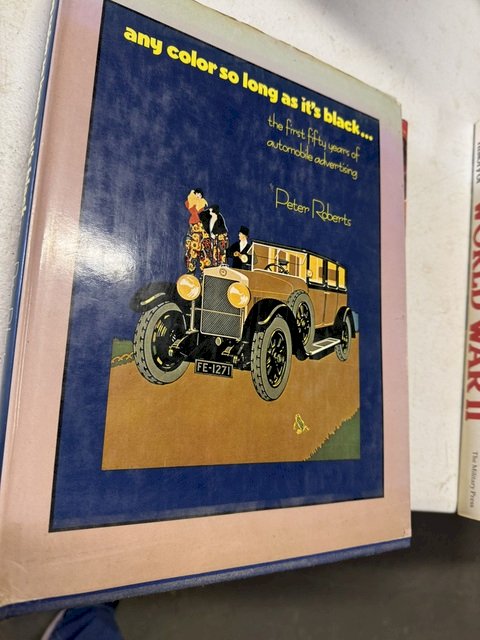 any color so long as it's black...
the first fifty years of
automobile advertising
Peter Roberts
FE-1271
WORLD WAR II
The Military Press